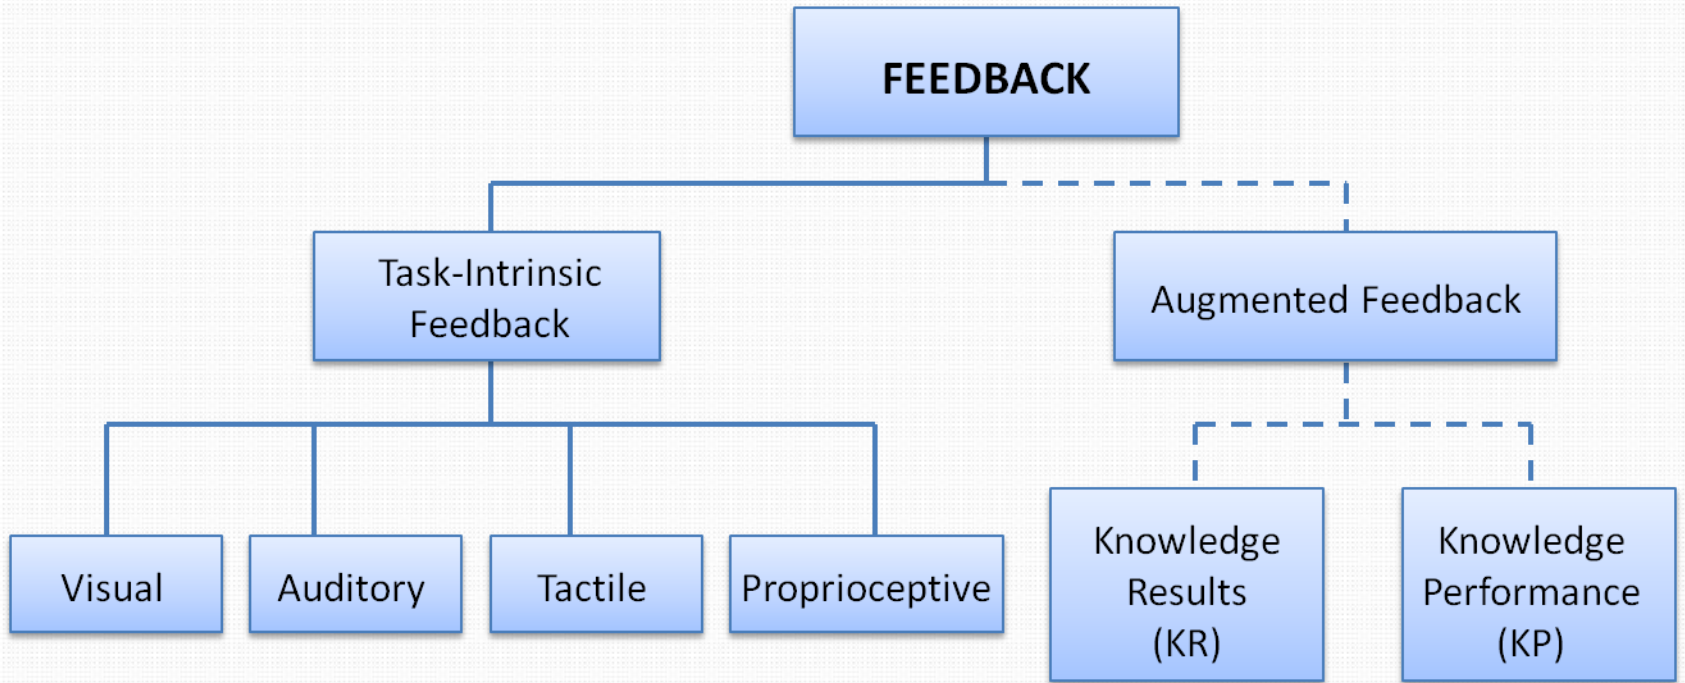 FEEDBACK
Task-Intrinsic
Feedback
Augmented Feedback
Visual
Auditory
Tactile
Proprioceptive
Knowledge
Results
(KR)
Knowledge
Performance
(KP)